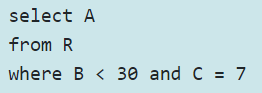 select A
from R
where B < 30 and C = 7